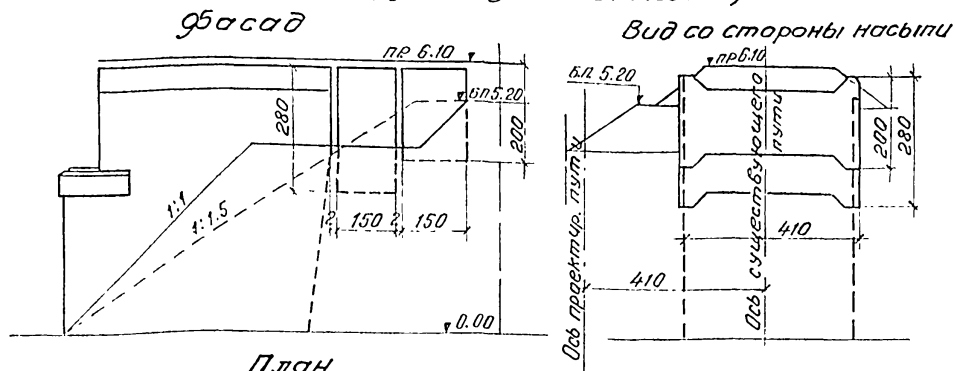 Фасад
Вид со стороны насыпи
пр 6.10
бп 5.20
280
200
1:1
1:1.5
2
150
2
150
0.00
План
пр 6.10
бп 5.20
200
280
410
410
Ось проектир. пути
Ось существующего пути